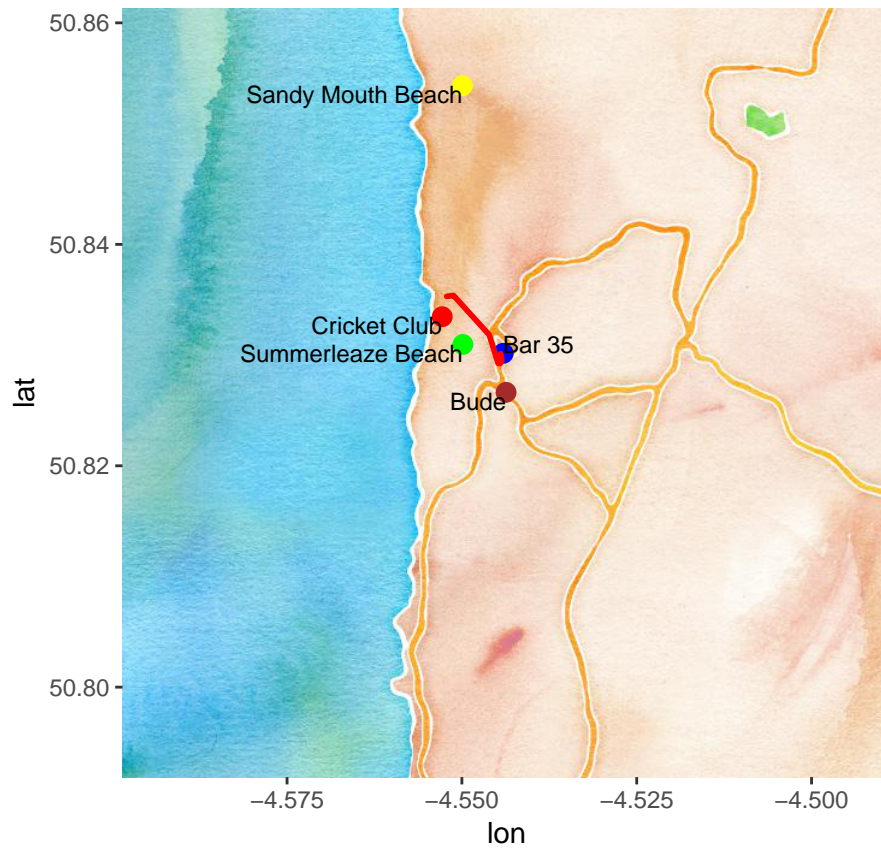 50.86
Sandy Mouth Beach
50.84
Cricket Club
Bar 35
Summerleaze Beach
lat
Bude
50.82
50.80
−4.575
−4.550
−4.525
−4.500
lon